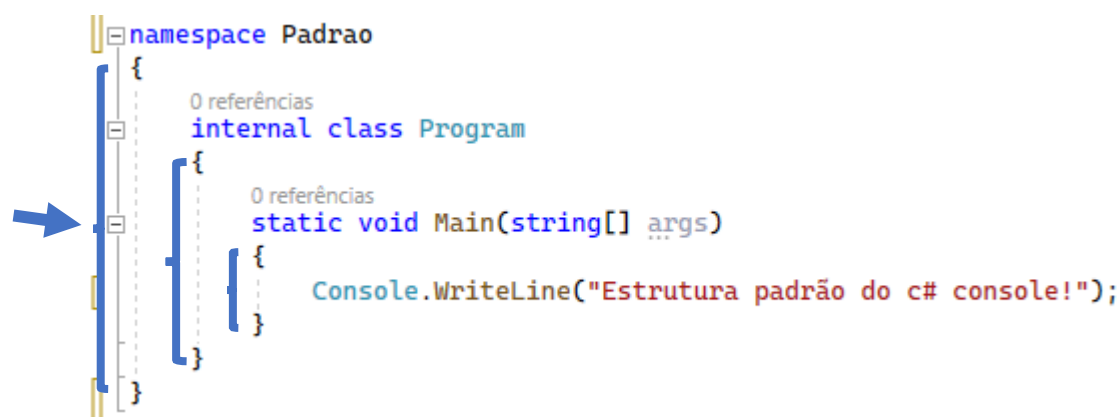 namespace Padrao
{
0 referências
internal class Program
{
0 referências
static void Main(string[] args)
{
Console.WriteLine("Estrutura padrão do c# console!");
}
}
}